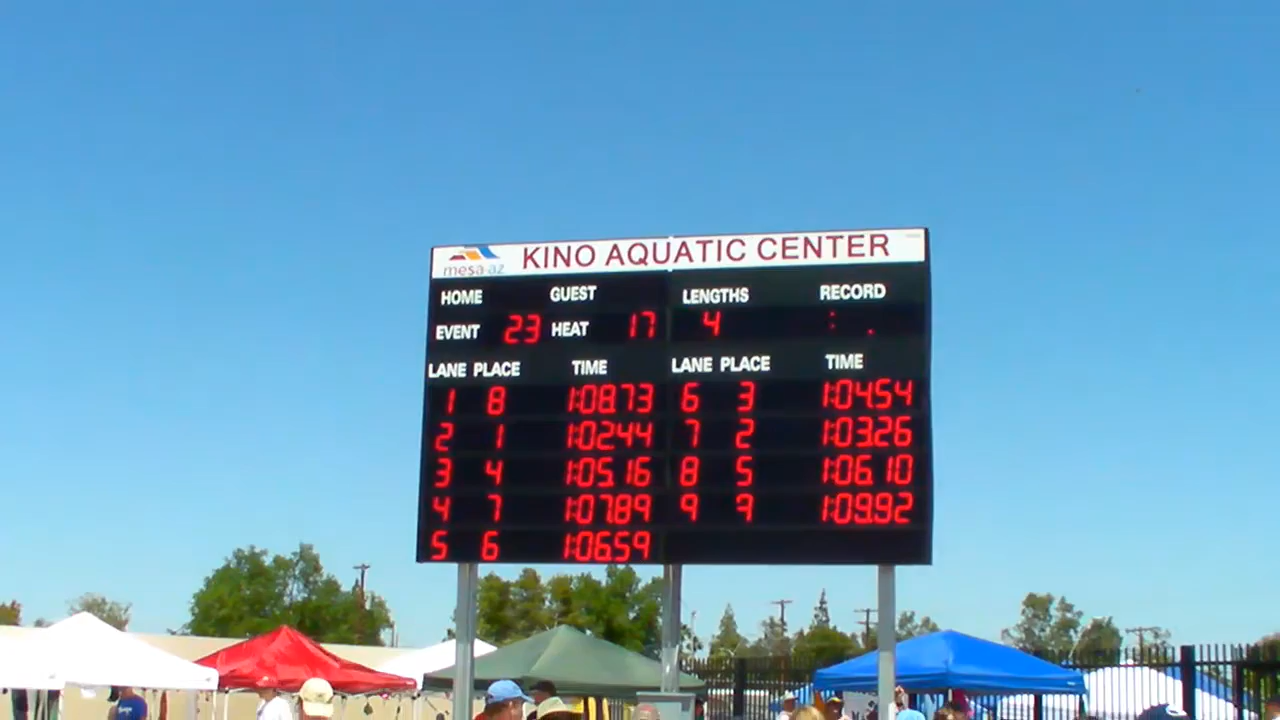 mesa·az KINO AQUATIC CENTER
HOME GUEST LENGTHS RECORD
EVENT 23 HEAT 17 4 : .
LANE PLACE TIME LANE PLACE TIME
1 8 1:08.73 6 3 1:04.54
2 1 1:02.44 7 2 1:03.26
3 4 1:05.16 8 5 1:06.10
4 7 1:07.89 9 9 1:09.92
5 6 1:06.59